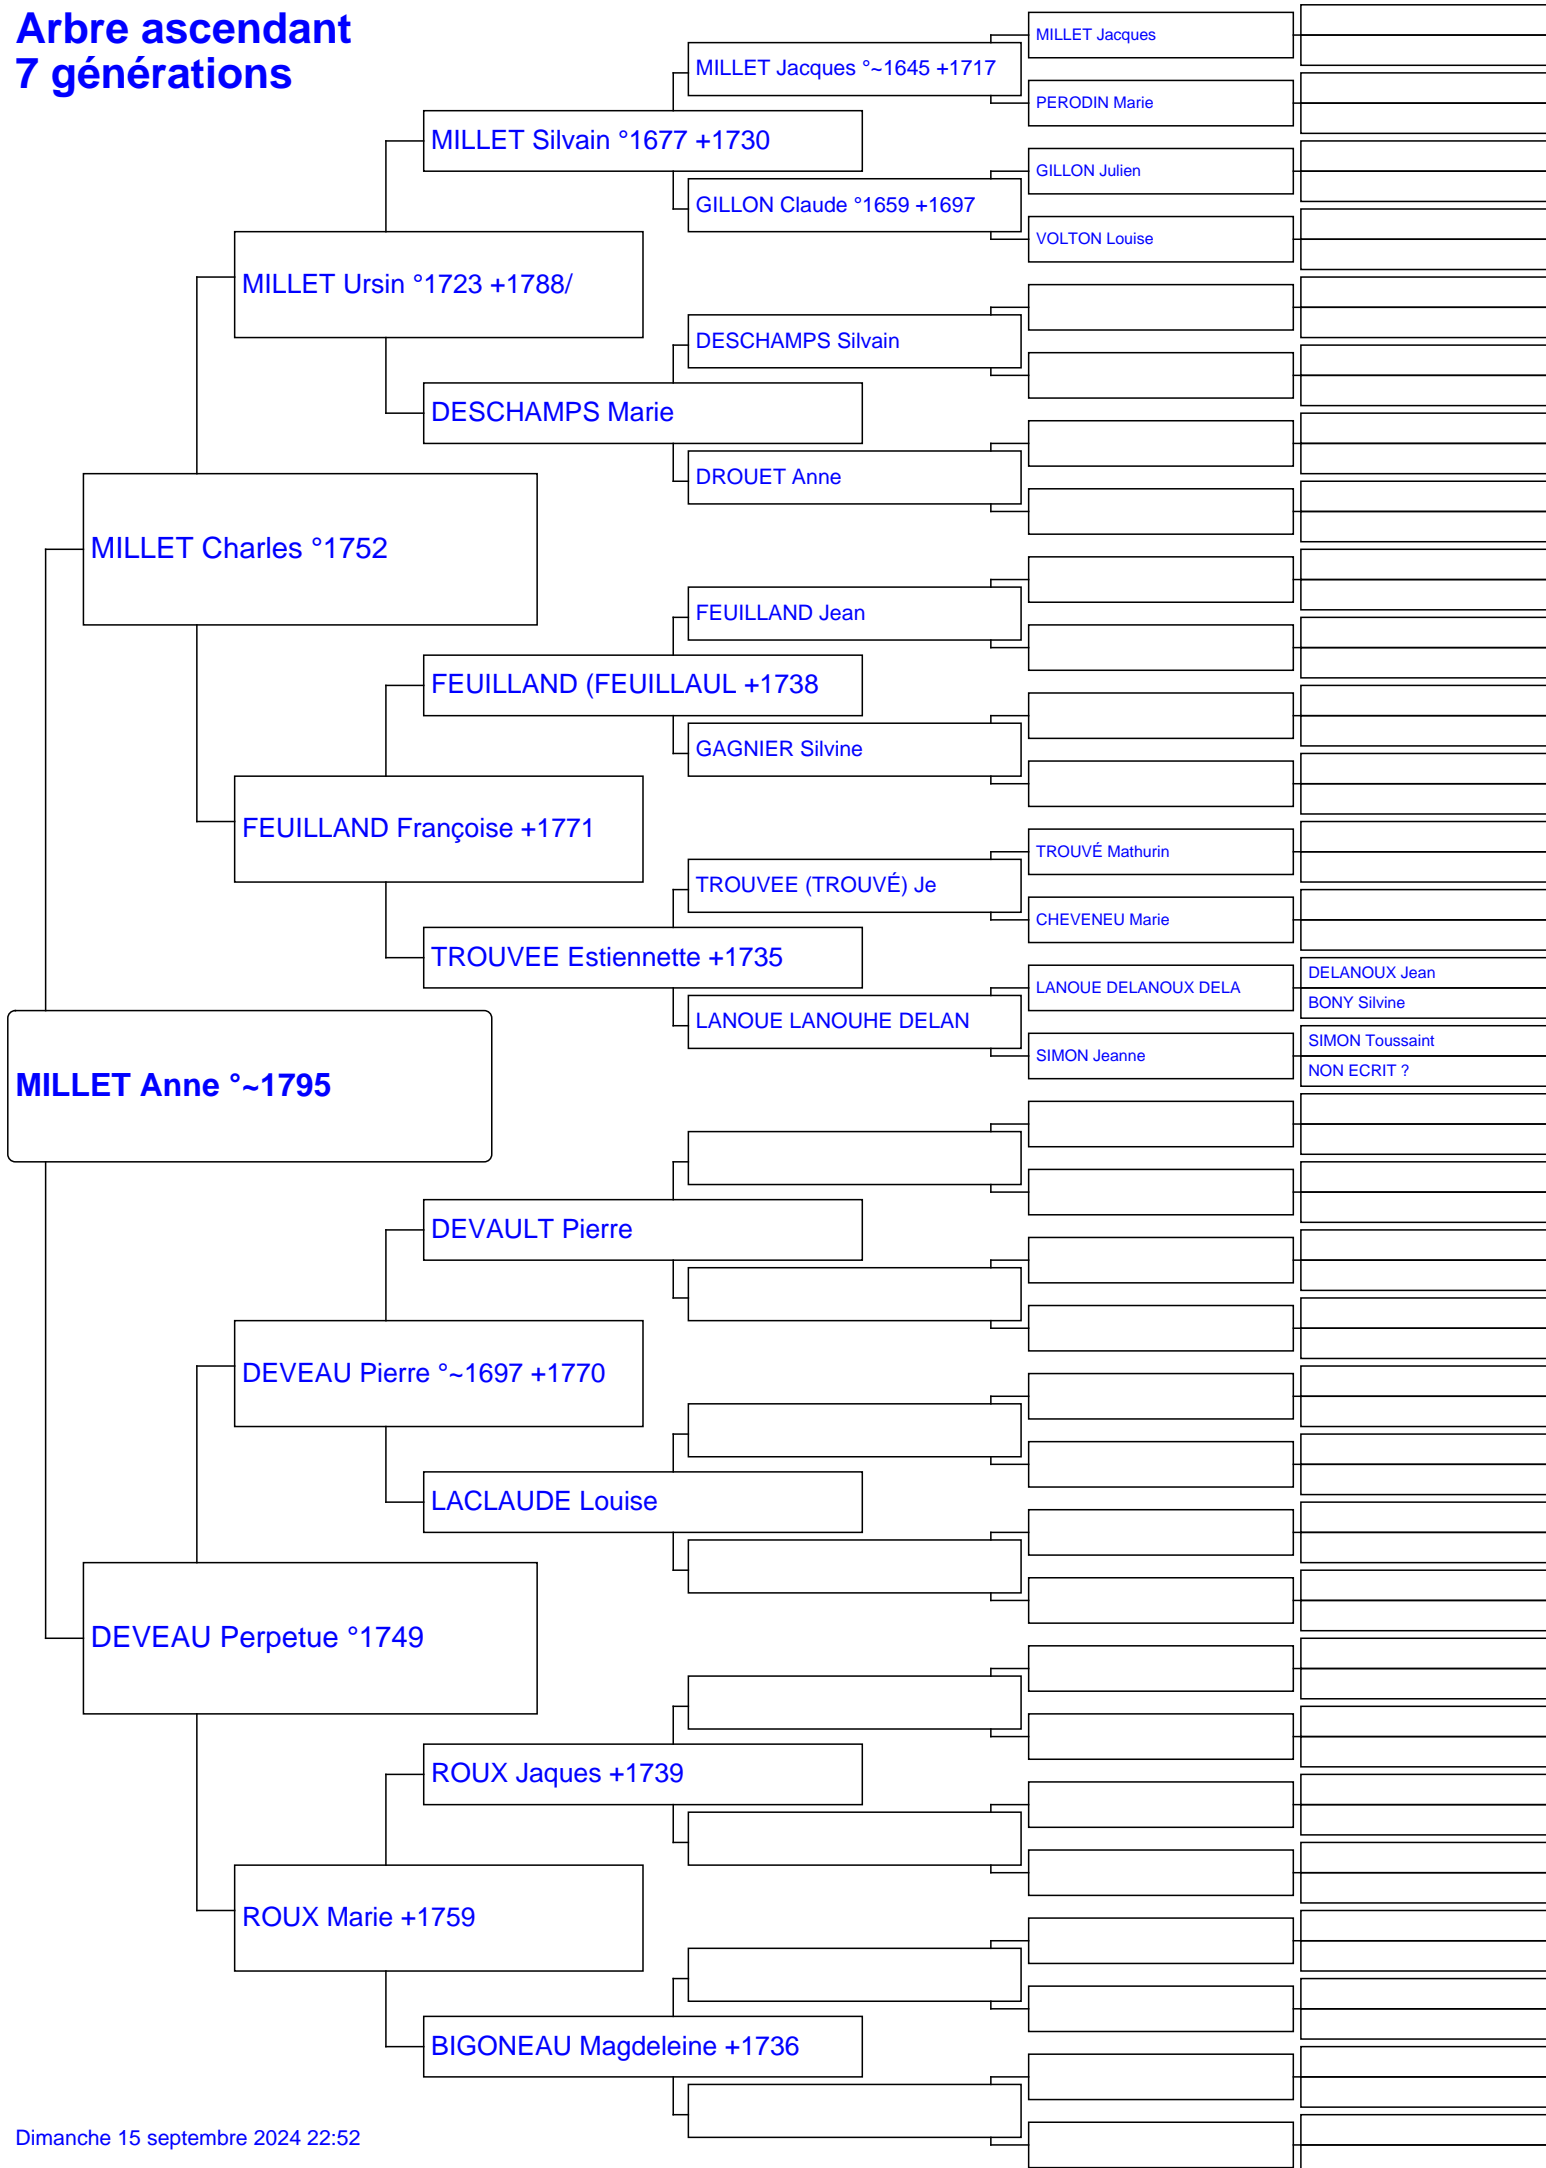 Arbre ascendant
7 générations
MILLET Jacques
MILLET Jacques °~1645 +1717
PERODIN Marie
MILLET Silvain °1677 +1730
GILLON Julien
GILLON Claude °1659 +1697
VOLTON Louise
MILLET Ursin °1723 +1788/
DESCHAMPS Silvain
DESCHAMPS Marie
DROUET Anne
MILLET Charles °1752
FEUILLAND Jean
FEUILLAND (FEUILLAUL +1738
GAGNIER Silvine
FEUILLAND Françoise +1771
TROUVÉ Mathurin
TROUVEE (TROUVÉ) Je
CHEVENEU Marie
TROUVEE Estiennette +1735
DELANOUX Jean
LANOUE DELANOUX DELA
BONY Silvine
LANOUE LANOUHE DELAN
SIMON Toussaint
SIMON Jeanne
NON ECRIT ?
MILLET Anne °~1795
DEVAULT Pierre
DEVEAU Pierre °~1697 +1770
LACLAUDE Louise
DEVEAU Perpetue °1749
ROUX Jaques +1739
ROUX Marie +1759
BIGONEAU Magdeleine +1736
Dimanche 15 septembre 2024 22:52